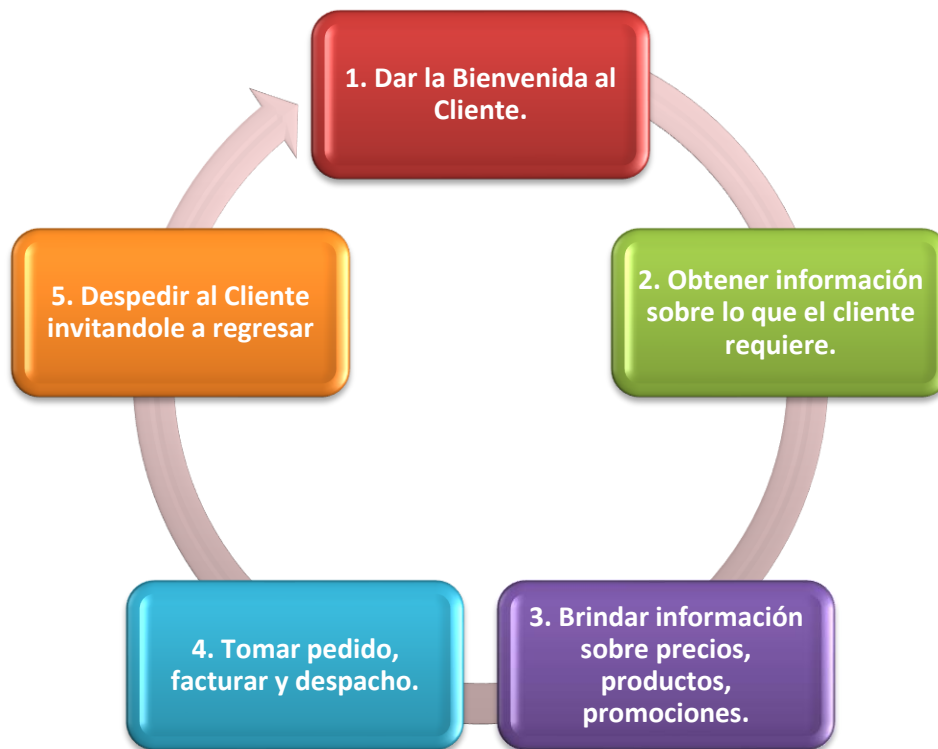 1. Dar la Bienvenida al
Cliente.
2. Obtener información
sobre lo que el cliente
requiere.
3. Brindar información
sobre precios,
productos,
promociones.
4. Tomar pedido,
facturar y despacho.
5. Despedir al Cliente
invitandole a regresar